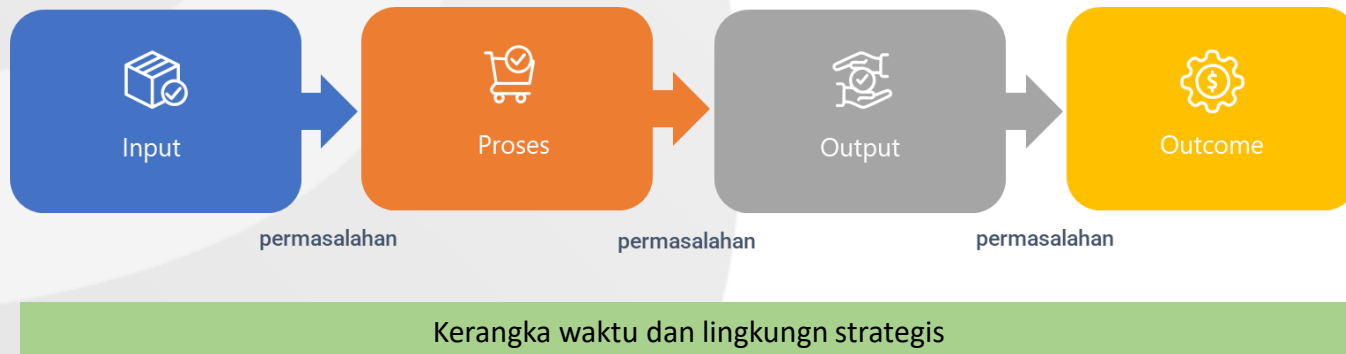 Input
Proses
Output
Outcome
permasalahan
permasalahan
permasalahan
Kerangka waktu dan lingkungn strategis